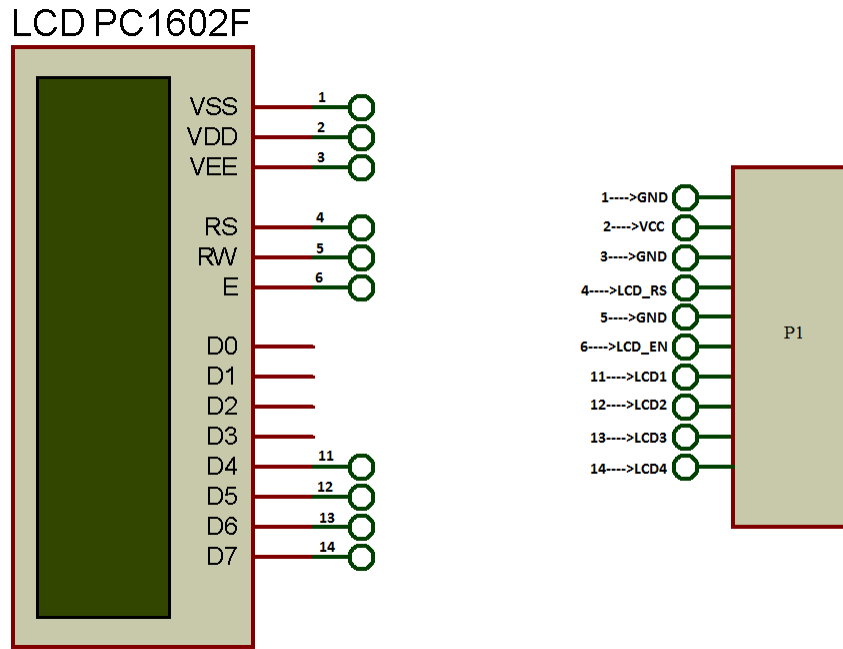 LCD PC1602F
VSS 1
VDD 2
VEE 3
RS 4
RW 5
E 6
D0
D1
D2
D3
D4 11
D5 12
D6 13
D7 14
1---->GND
2---->VCC
3---->GND
4---->LCD_RS
5---->GND
6---->LCD_EN
11---->LCD1
12---->LCD2
13---->LCD3
14---->LCD4
P1